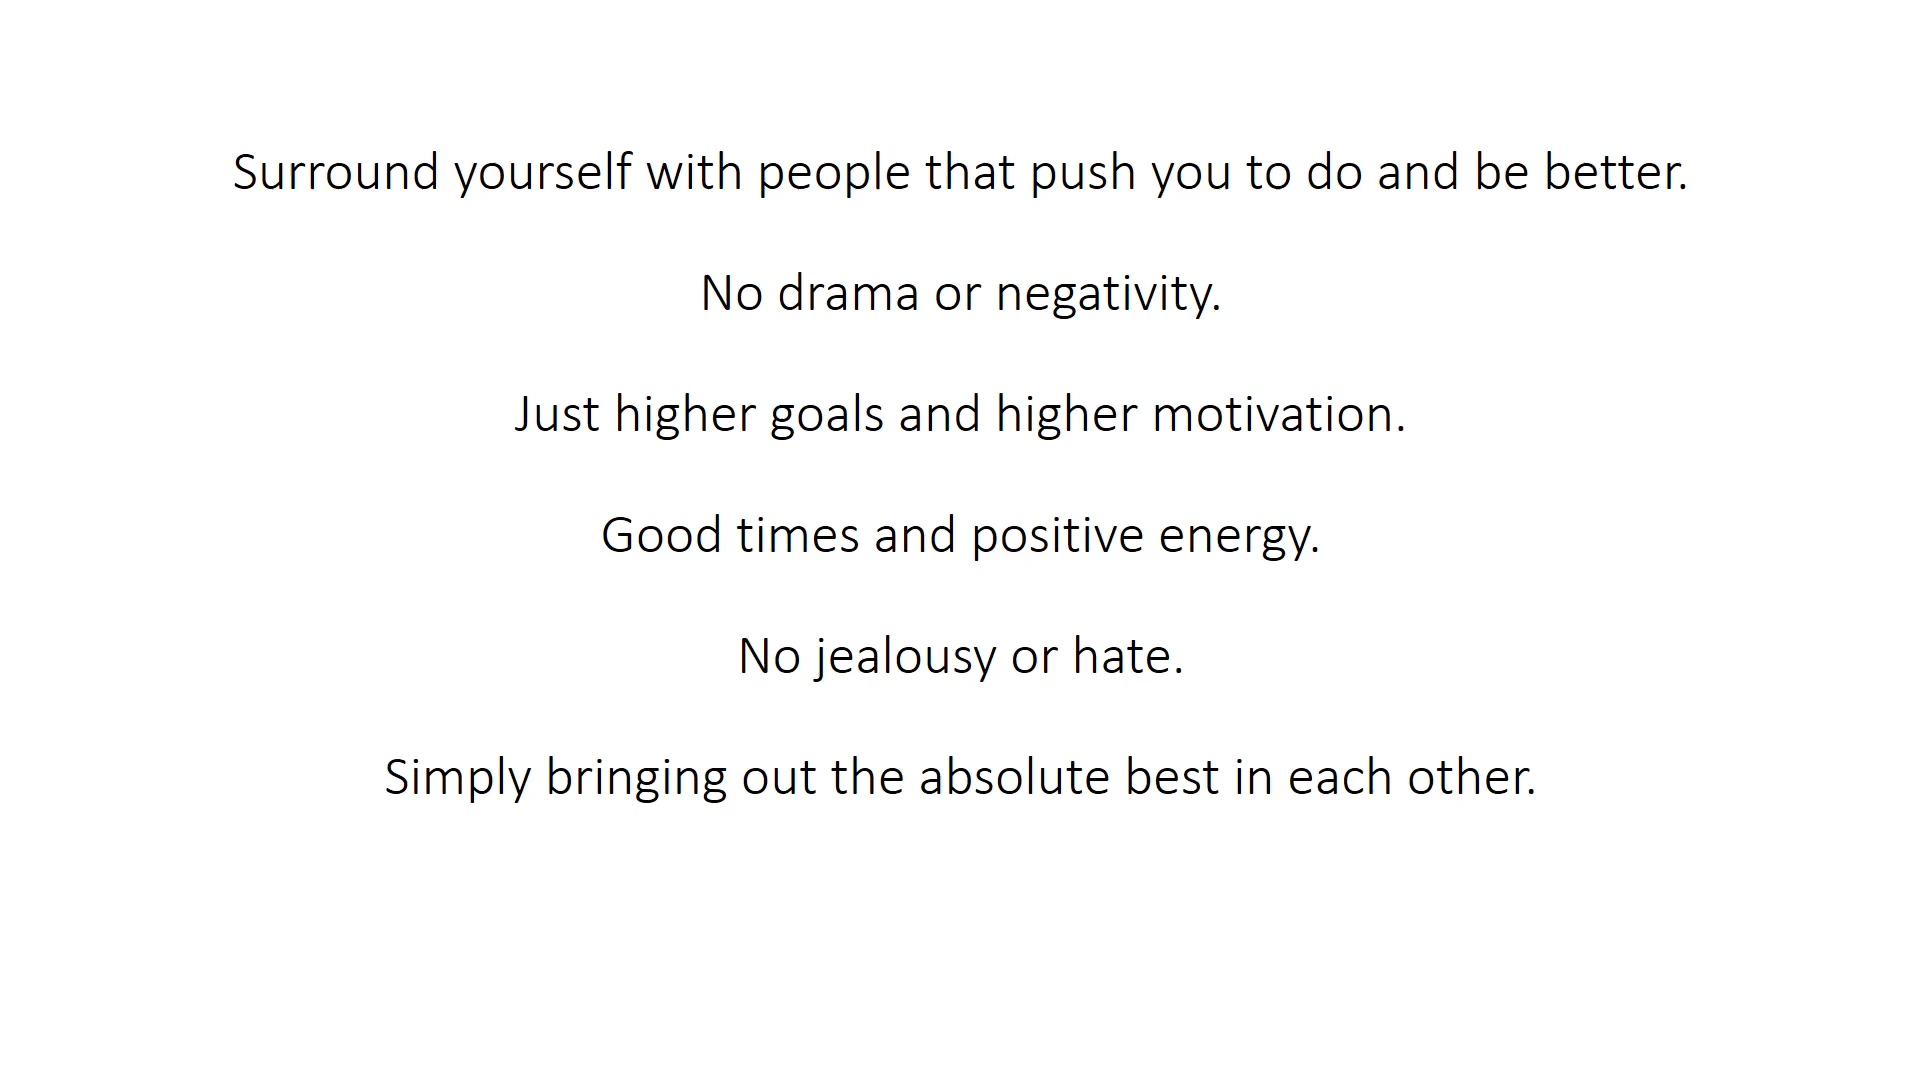 Surround yourself with people that push you to do and be better.
No drama or negativity.
Just higher goals and higher motivation.
Good times and positive energy.
No jealousy or hate.
Simply bringing out the absolute best in each other.